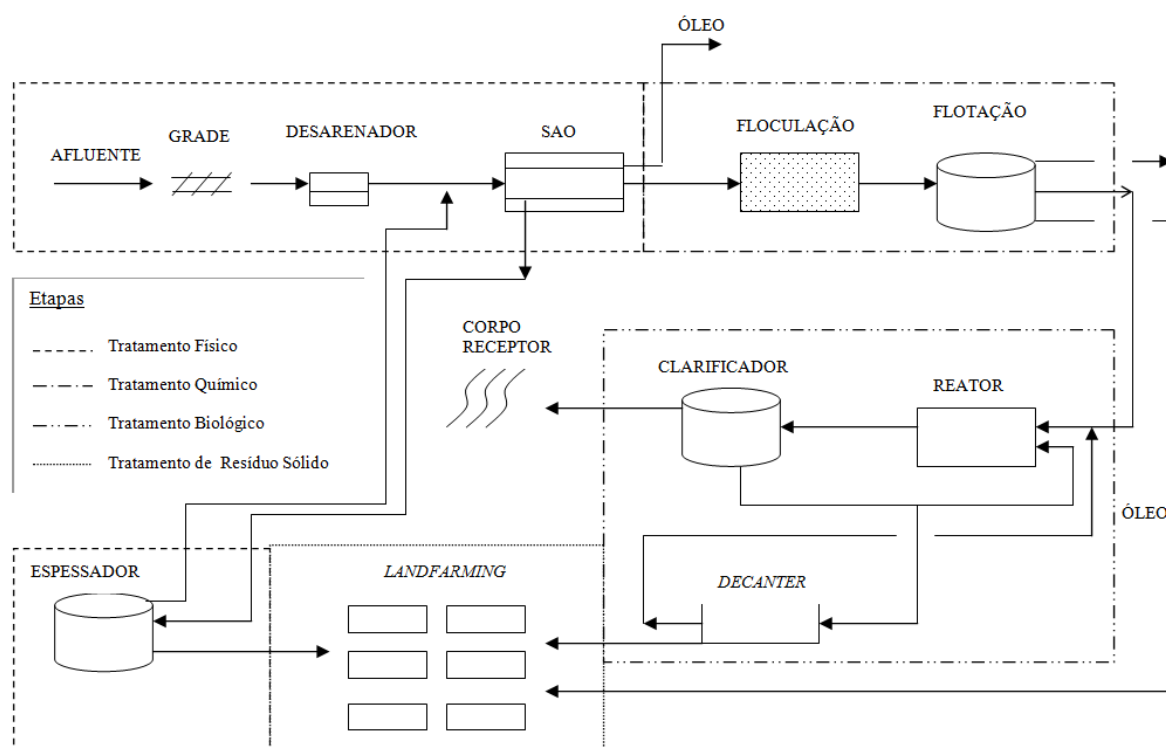 ÓLEO
GRADE
DESARENADOR
SAO
FLOCULAÇÃO
FLOTAÇÃO
AFLUENTE
Etapas
Tratamento Físico
Tratamento Químico
Tratamento Biológico
Tratamento de Resíduo Sólido
CORPO
RECEPTOR
CLARIFICADOR
REATOR
ÓLEO
ESPESSADOR
LANDFARMING
DECANTER